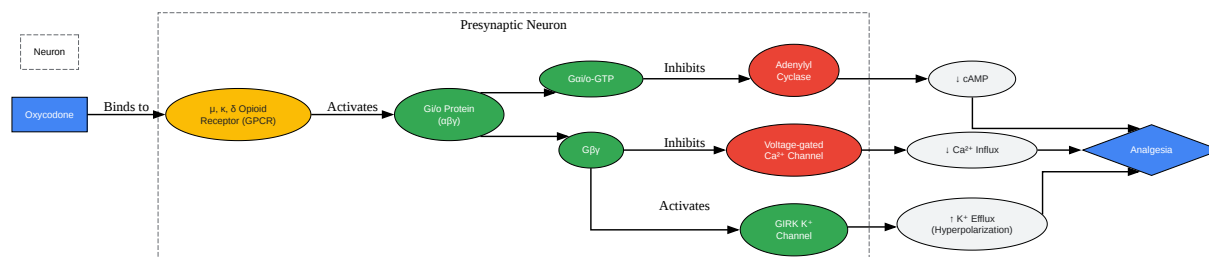 Presynaptic Neuron
Neuron
Oxycodone
Binds to
μ, κ, δ Opioid
Receptor (GPCR)
Activates
Gi/o Protein
(αβγ)
Gαi/o-GTP
Inhibits
Adenylyl
Cyclase
↓ cAMP
Gβγ
Inhibits
Voltage-gated
Ca²⁺ Channel
↓ Ca²⁺ Influx
Analgesia
Activates
GIRK K⁺
Channel
↑ K⁺ Efflux
(Hyperpolarization)